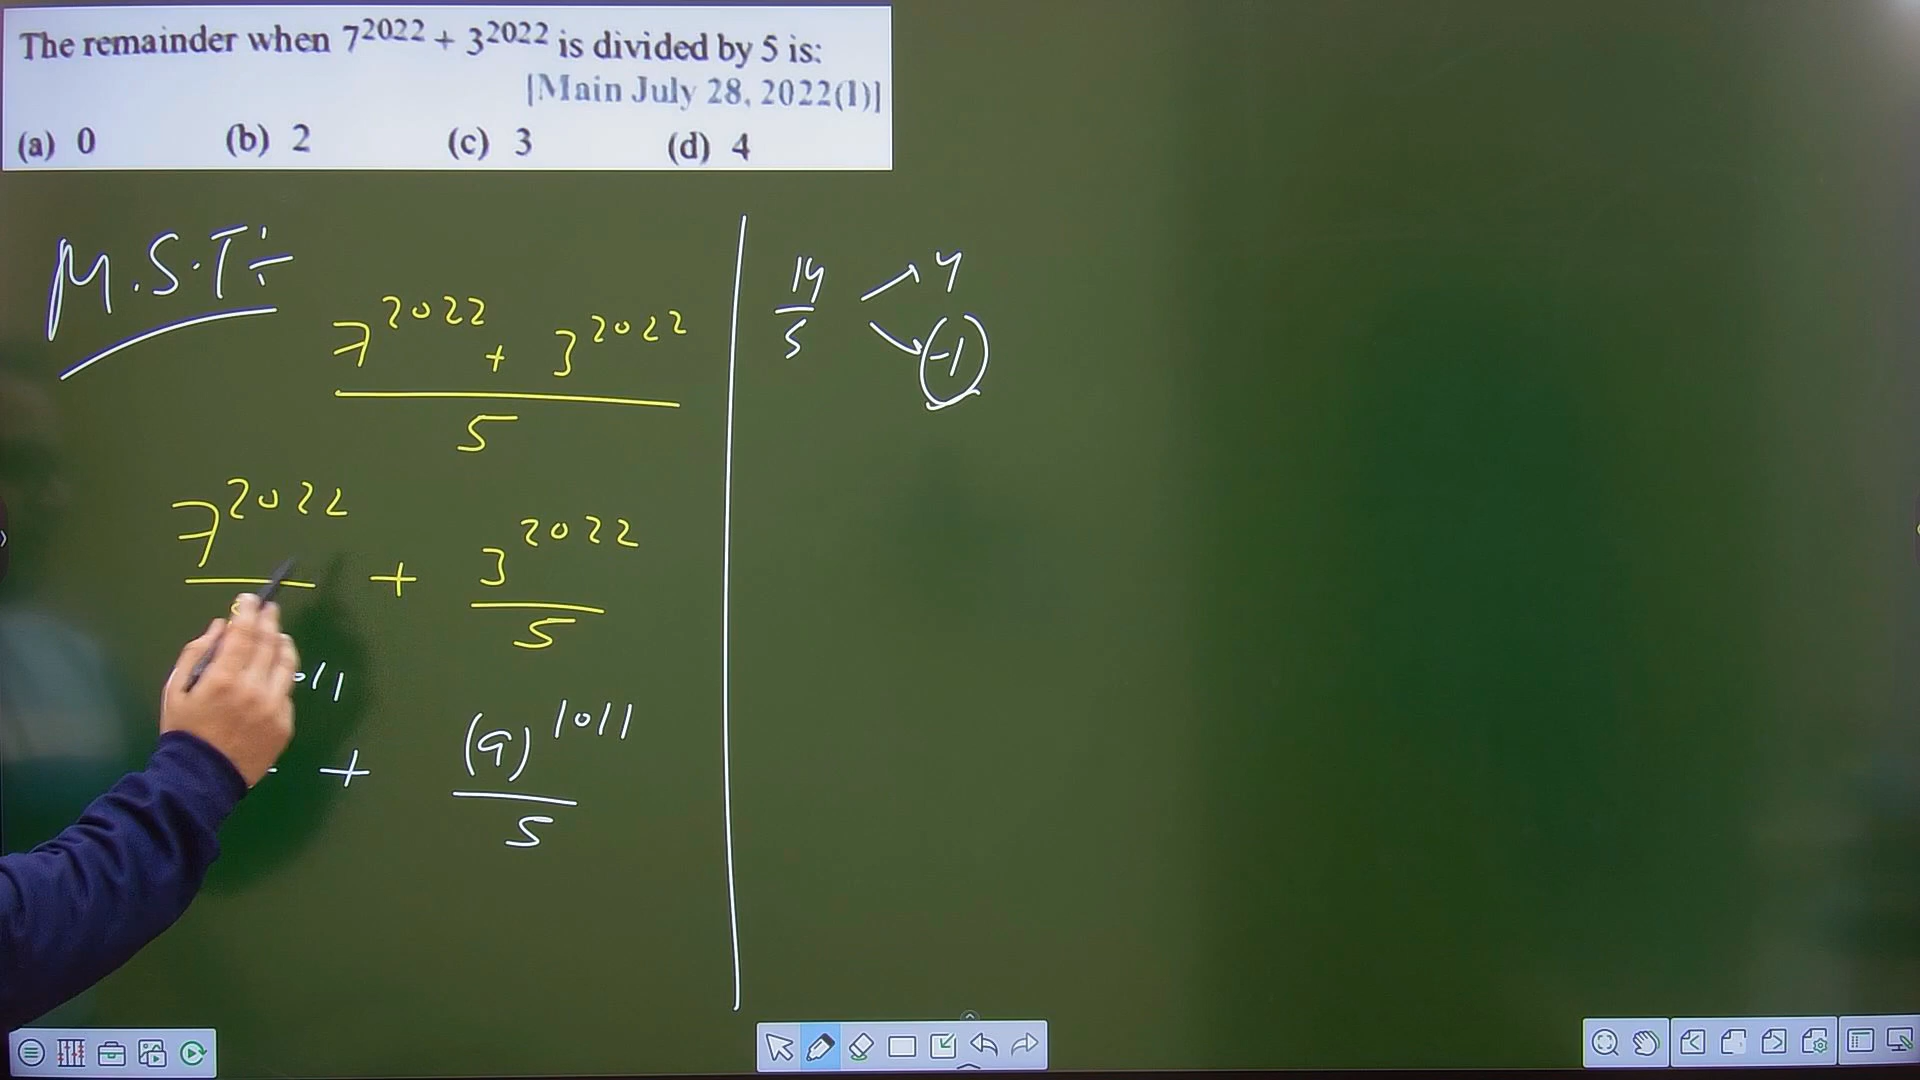 The remainder when 7^2022 + 3^2022 is divided by 5 is:
[Main July 28, 2022(1)]
(a) 0 (b) 2 (c) 3 (d) 4
M.S.T:-
7^2022 + 3^2022
5
7^2022 + 3^2022
5
011
+ (9)^1011
5
14
5
4
-1